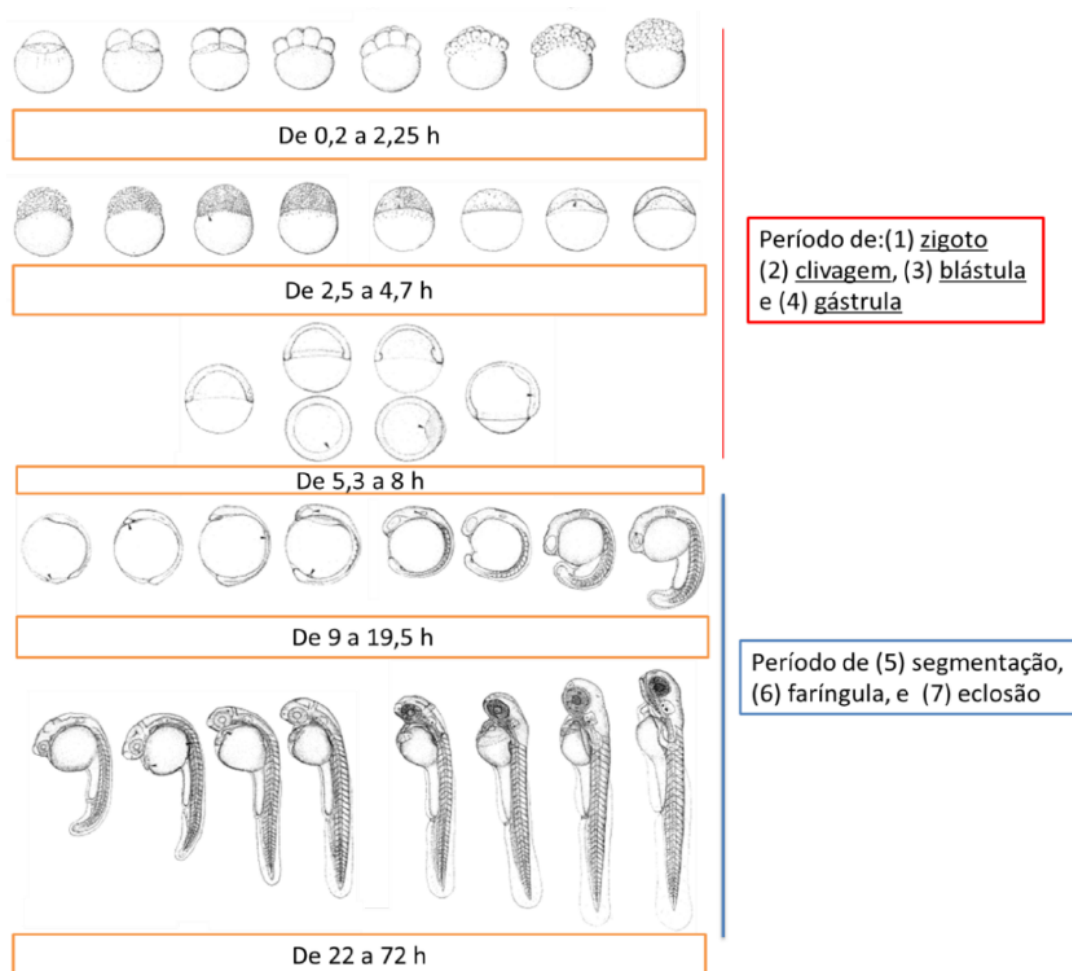 De 0,2 a 2,25 h
De 2,5 a 4,7 h
Período de:(1) zigoto
(2) clivagem, (3) blástula
e (4) gástrula
De 5,3 a 8 h
De 9 a 19,5 h
Período de (5) segmentação,
(6) faríngula, e (7) eclosão
De 22 a 72 h